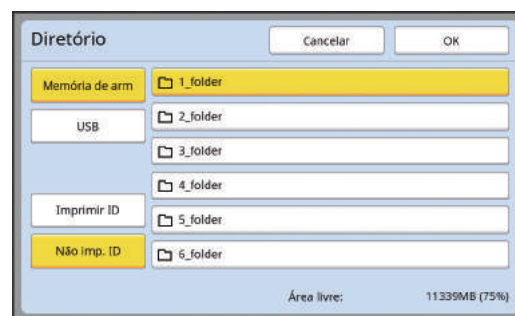 Diretório
Cancelar
OK
Memória de arm
USB
Imprimir ID
Não imp. ID
1_folder
2_folder
3_folder
4_folder
5_folder
6_folder
Área livre: 11339MB (75%)